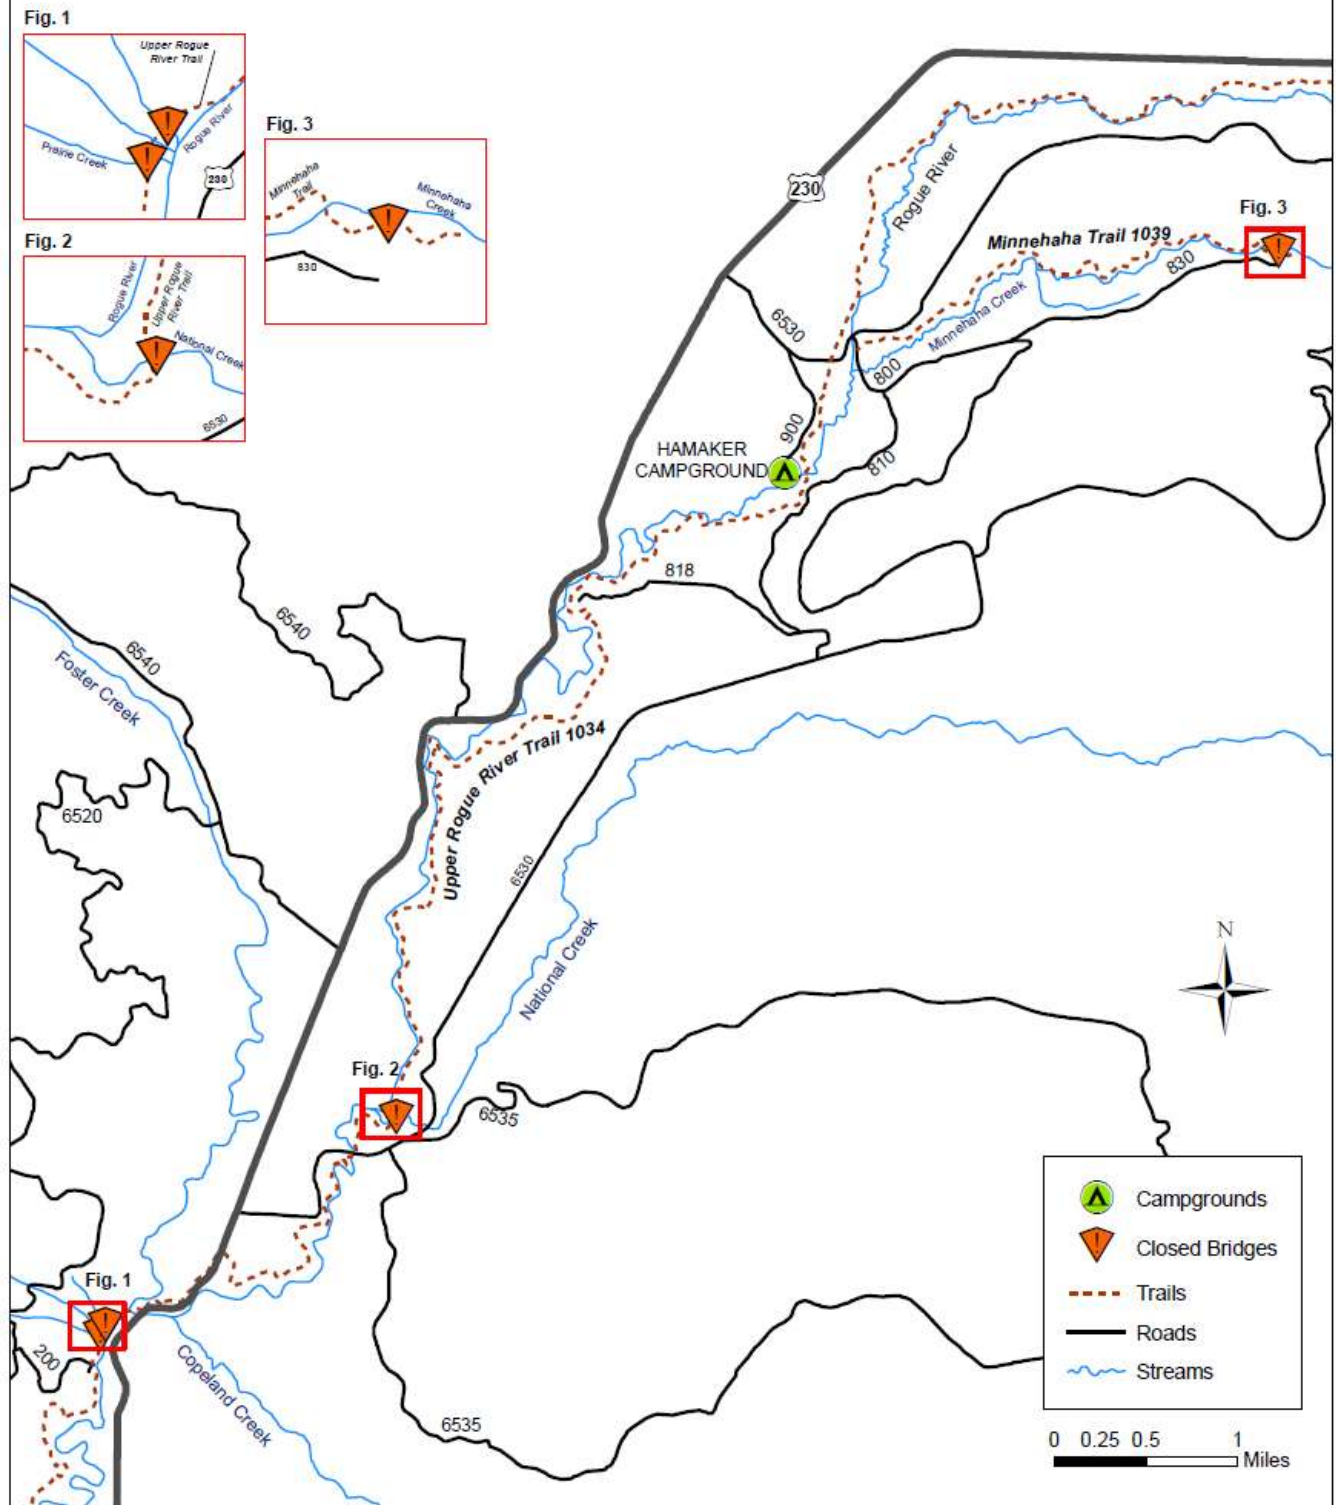 Fig. 1
Upper Rogue
River Trail
Rogue River
Prairie Creek
230
Fig. 2
Rogue River
Upper Rogue
River Trail
National Creek
6530
Fig. 3
Minnehaha
Trail
Minnehaha
Creek
830
230
Rogue River
Fig. 3
Minnehaha Trail 1039
830
Minnehaha Creek
6530
800
900
HAMAKER
CAMPGROUND
810
818
6540
6540
Foster Creek
Upper Rogue River Trail 1034
6520
6530
National Creek
N
Fig. 2
6535
Fig. 1
200
Copeland Creek
6535
Campgrounds
Closed Bridges
Trails
Roads
Streams
0 0.25 0.5 1
Miles